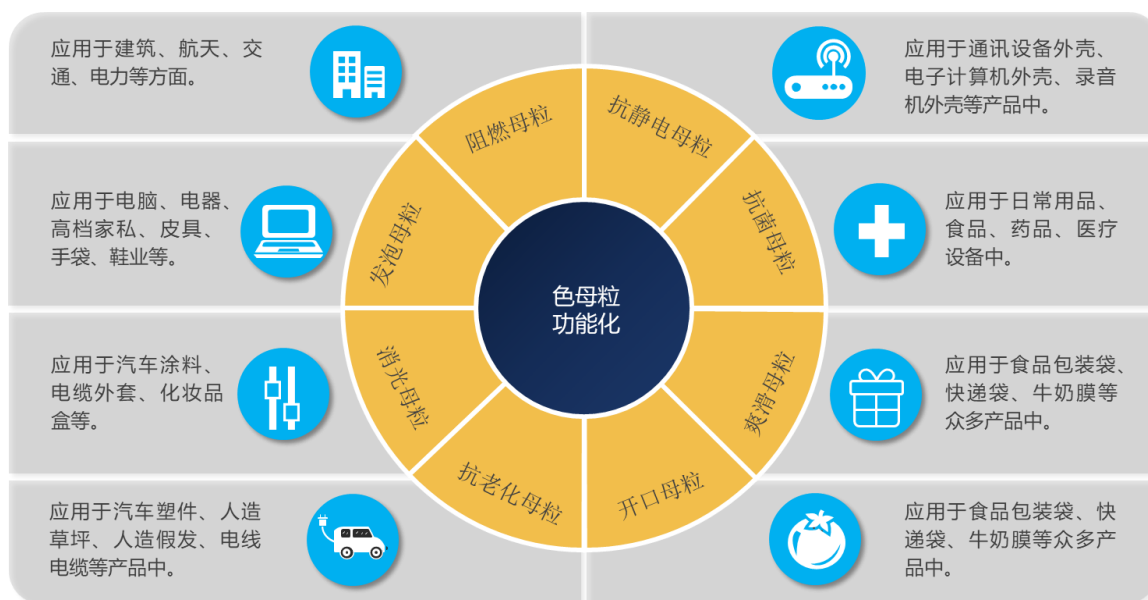 应用于建筑、航天、交
通、电力等方面。
阻燃母粒
抗静电母粒
应用于通讯设备外壳、
电子计算机外壳、录音
机外壳等产品中。
应用于电脑、电器、
高档家私、皮具、
手袋、鞋业等。
发泡母粒
抗菌母粒
应用于日常用品、
食品、药品、医疗
设备中。
色母粒
功能化
应用于汽车涂料、
电缆外套、化妆品
盒等。
消光母粒
爽滑母粒
应用于食品包装袋、
快递袋、牛奶膜等
众多产品中。
应用于汽车塑件、人造
草坪、人造假发、电线
电缆等产品中。
抗老化母粒
开口母粒
应用于食品包装袋、快
递袋、牛奶膜等众多产
品中。